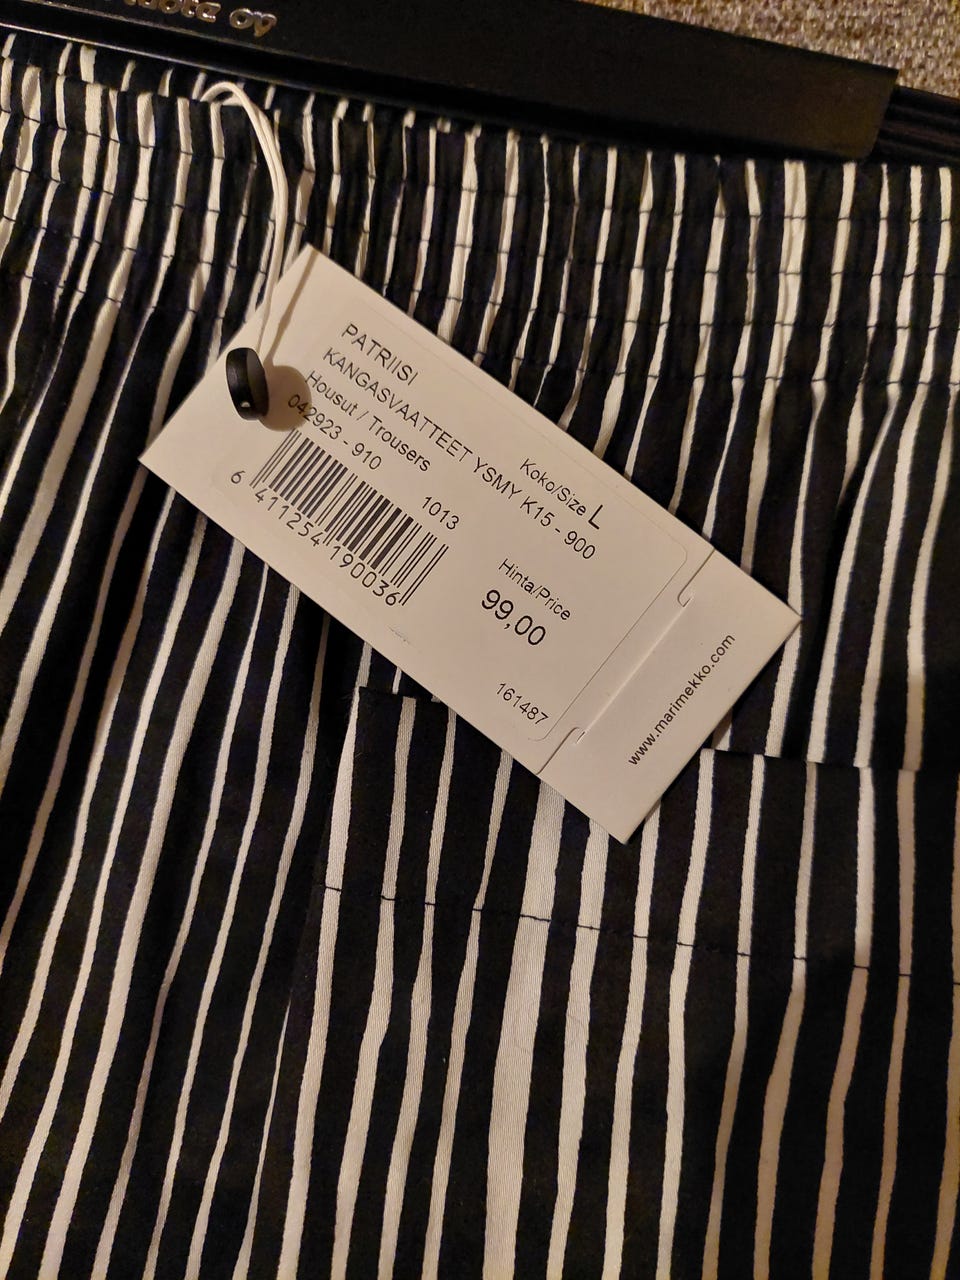 PATRIISI
KANGASVAATTEET YSMY K15 - 900
Housut / Trousers
042923 - 910
Koko/Size L
1013
6 411254 190036
Hinta/Price
99,00
161487
www.marimekko.com